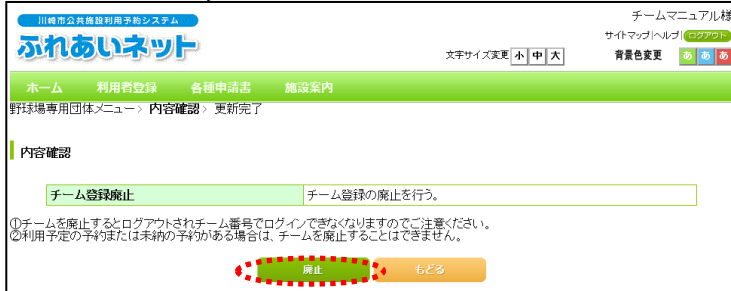 川崎市公共施設利用予約システム
ふれあいネット
チームマニュアル様
サイトマップ|ヘルプ|ログアウト
文字サイズ変更 小 中 大 背景色変更 あ あ あ
ホーム 利用者登録 各種申請書 施設案内
野球場専用団体メニュー> 内容確認> 更新完了
内容確認
チーム登録廃止 チーム登録の廃止を行う。
①チームを廃止するとログアウトされチーム番号でログインできなくなりますのでご注意ください。
②利用予定の予約または未納の予約がある場合は、チームを廃止することはできません。
廃止 もどる